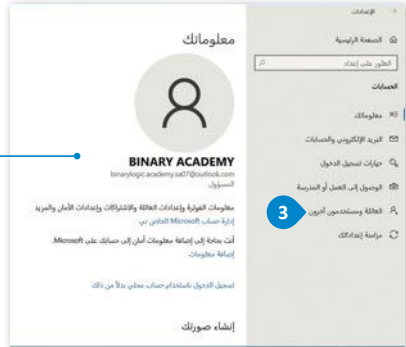 الإعدادات
الصفحة الرئيسية
العثور على إعداد
الحسابات
معلوماتك
البريد الإلكتروني والحسابات
خيارات تسجيل الدخول
الوصول إلى العمل أو المدرسة
العائلة ومستخدمون آخرون
3
مزامنة إعداداتك
معلوماتك
BINARY ACADEMY
binarylogic.academy.sa07@outlook.com
المسؤول
معلومات الفوترة وإعدادات العائلة والاشتراكات وإعدادات الأمان والمزيد
إدارة حساب Microsoft الخاص بي
أنت بحاجة إلى إضافة معلومات أمان إلى حسابك على Microsoft.
إضافة معلومات
تسجيل الدخول باستخدام حساب محلي بدلاً من ذلك
إنشاء صورتك